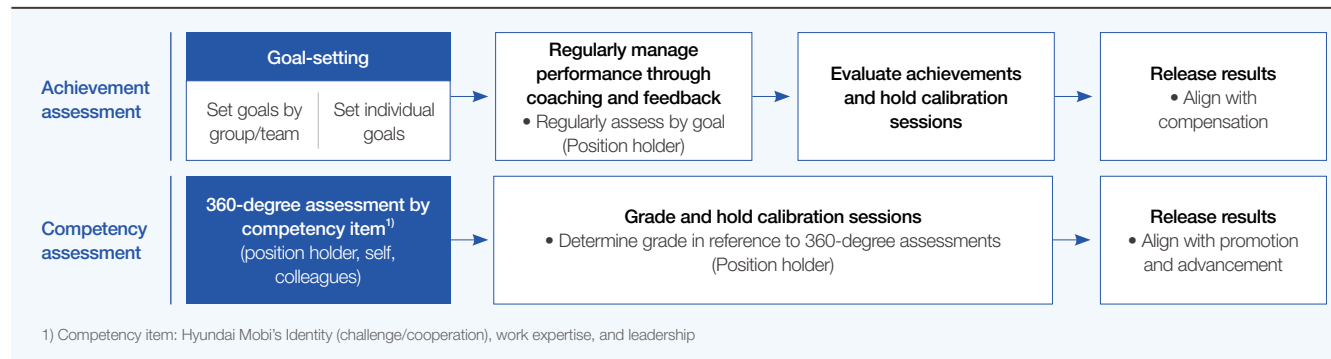 Achievement
assessment
Goal-setting
Set goals by
group/team
Set individual
goals
Regularly manage
performance through
coaching and feedback
• Regularly assess by goal
(Position holder)
Evaluate achievements
and hold calibration
sessions
Release results
• Align with
compensation
Competency
assessment
360-degree assessment by
competency item1)
(position holder, self,
colleagues)
Grade and hold calibration sessions
• Determine grade in reference to 360-degree assessments
(Position holder)
Release results
• Align with promotion
and advancement
1) Competency item: Hyundai Mobi's Identity (challenge/cooperation), work expertise, and leadership